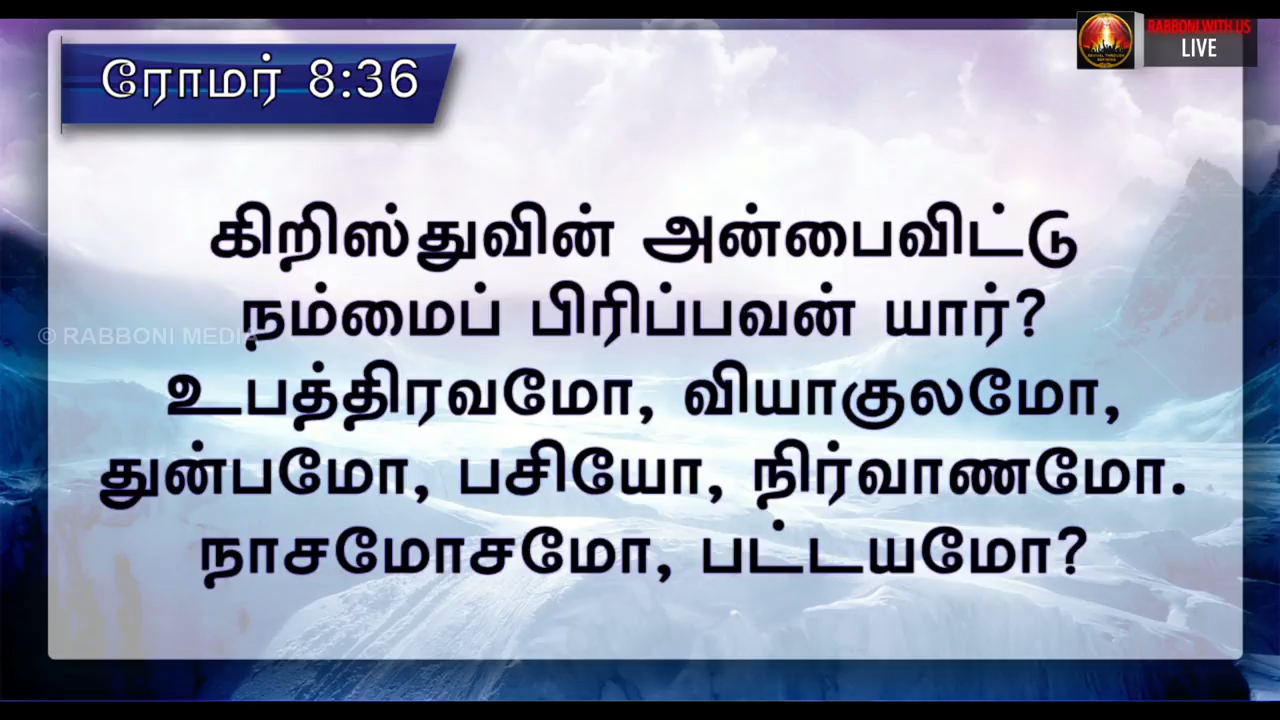 ரோமர் 8:36
RABBONI WITH US
LIVE
கிறிஸ்துவின் அன்பைவிட்டு
நம்மைப் பிரிப்பவன் யார்?
© RABBONI MEDIA
உபத்திரவமோ, வியாகுலமோ,
துன்பமோ, பசியோ, நிர்வாணமோ.
நாசமோசமோ, பட்டயமோ?